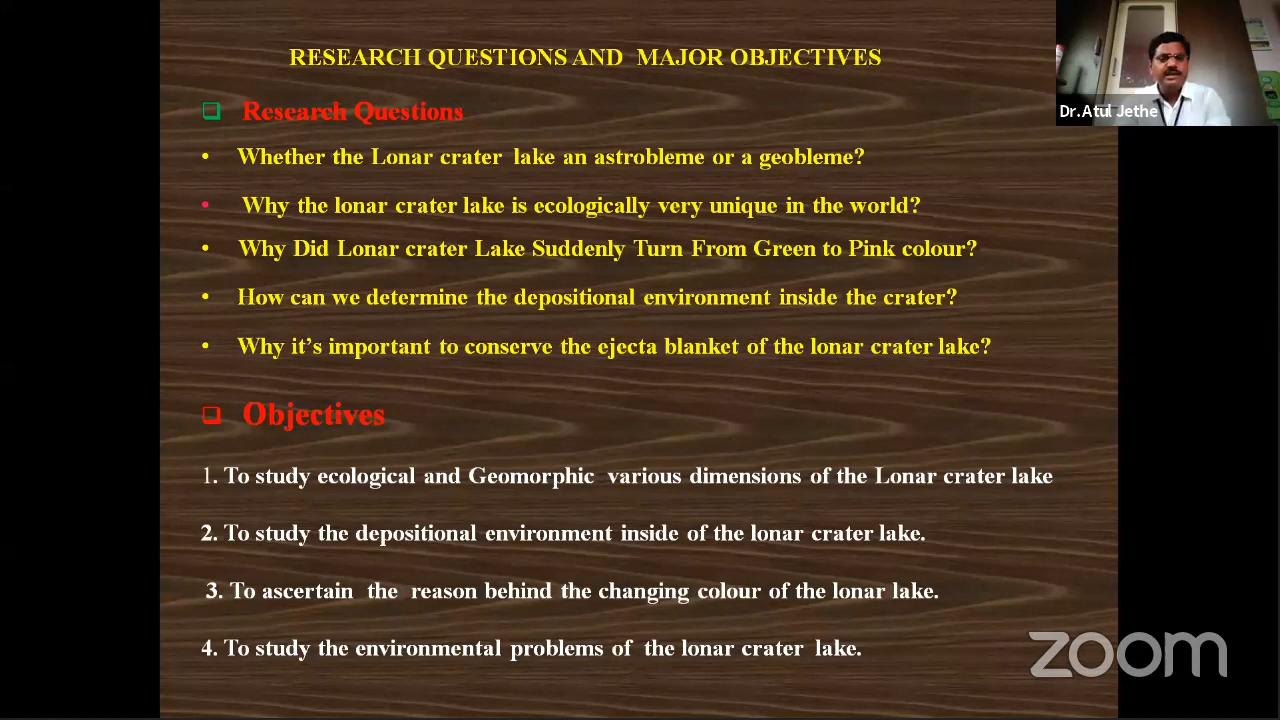 RESEARCH QUESTIONS AND MAJOR OBJECTIVES
❑ Research Questions
• Whether the Lonar crater lake an astrobleme or a geobleme?
• Why the lonar crater lake is ecologically very unique in the world?
• Why Did Lonar crater Lake Suddenly Turn From Green to Pink colour?
• How can we determine the depositional environment inside the crater?
• Why it’s important to conserve the ejecta blanket of the lonar crater lake?
❑ Objectives
1. To study ecological and Geomorphic various dimensions of the Lonar crater lake
2. To study the depositional environment inside of the lonar crater lake.
3. To ascertain the reason behind the changing colour of the lonar lake.
4. To study the environmental problems of the lonar crater lake.
Dr.Atul Jethe
zoom